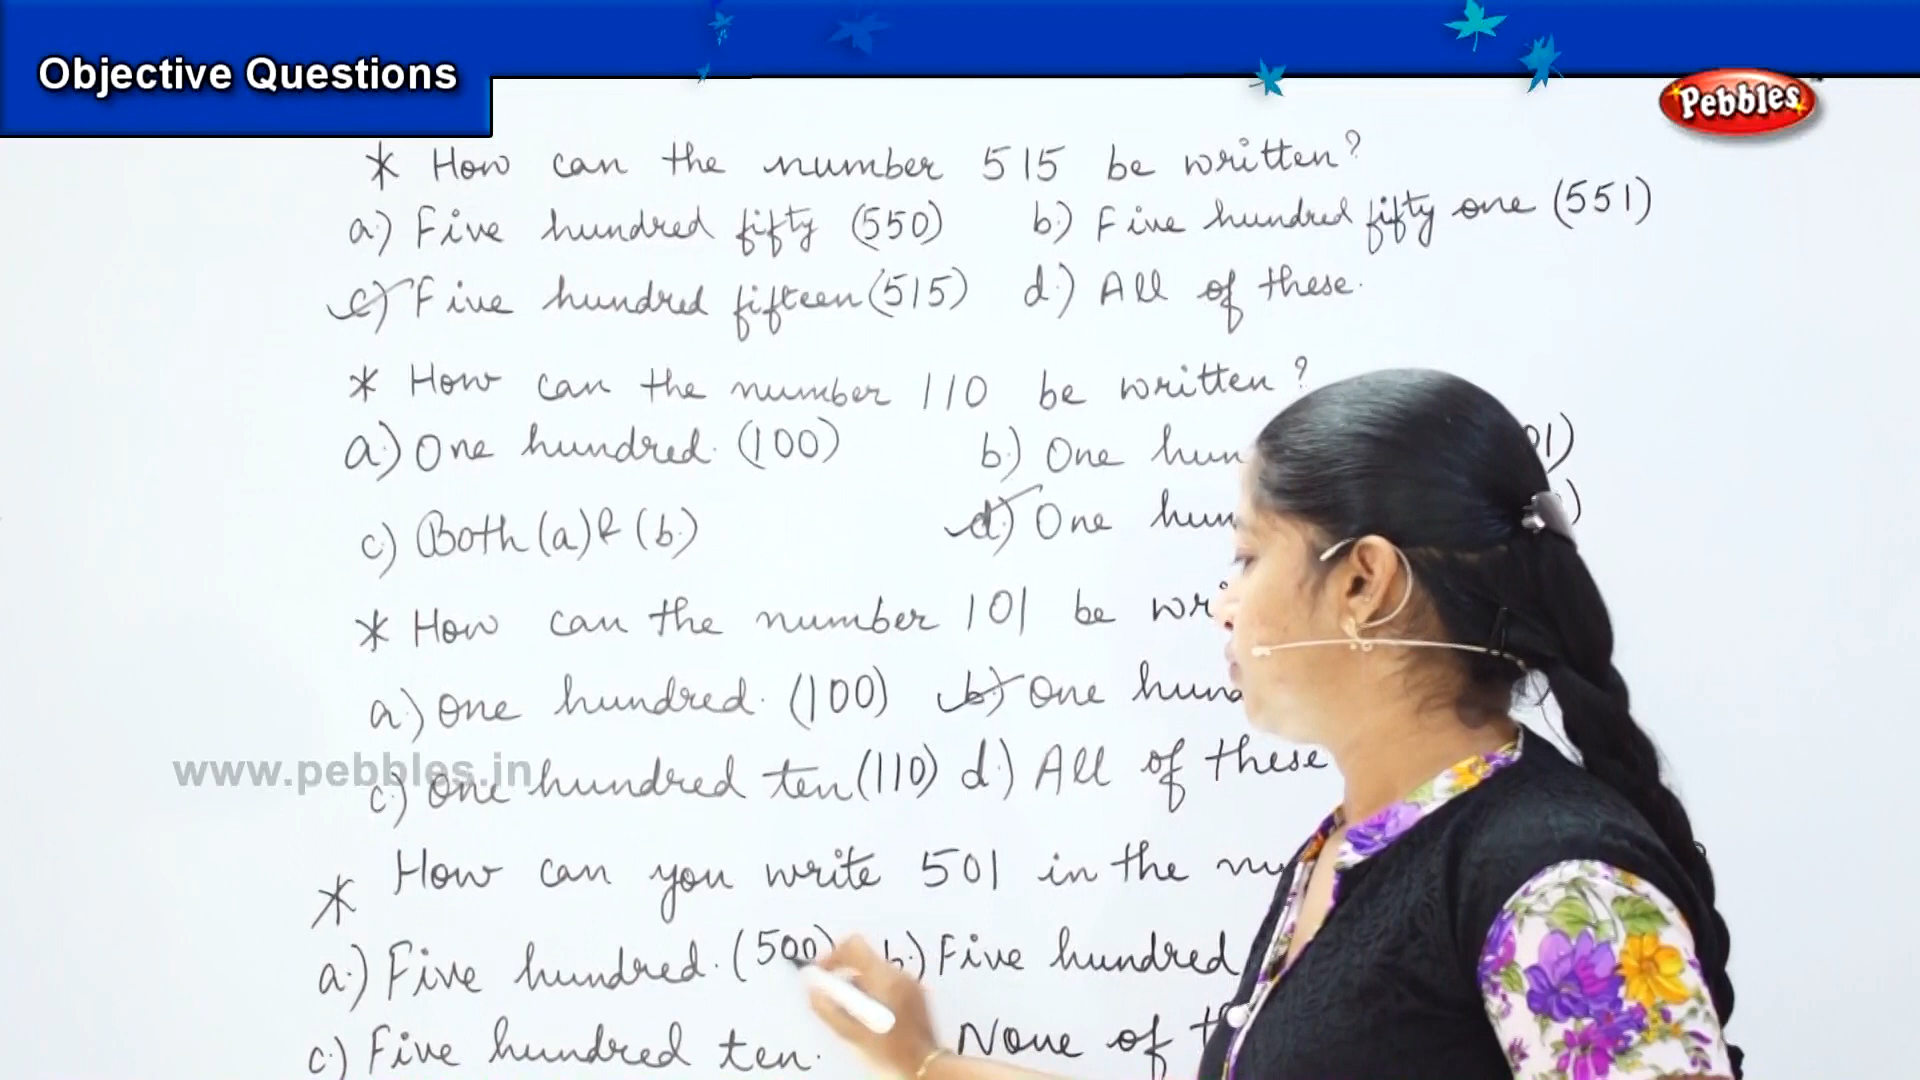 Objective Questions
Pebbles
* How can the number 515 be written?
a.) Five hundred fifty (550) b.) Five hundred fifty one (551)
c.) Five hundred fifteen (515) d.) All of these.
* How can the number 110 be written?
a.) One hundred. (100) b.) One
c.) Both (a) & (b.) d.) One
* How can the number 101 be
a.) One hundred. (100) b.) One
www.pebbles.in
c.) One hundred ten (110) d.) All of these
* How can you write 501 in the
a.) Five hundred. (500) b.) Five hundred
c.) Five hundred ten. None of